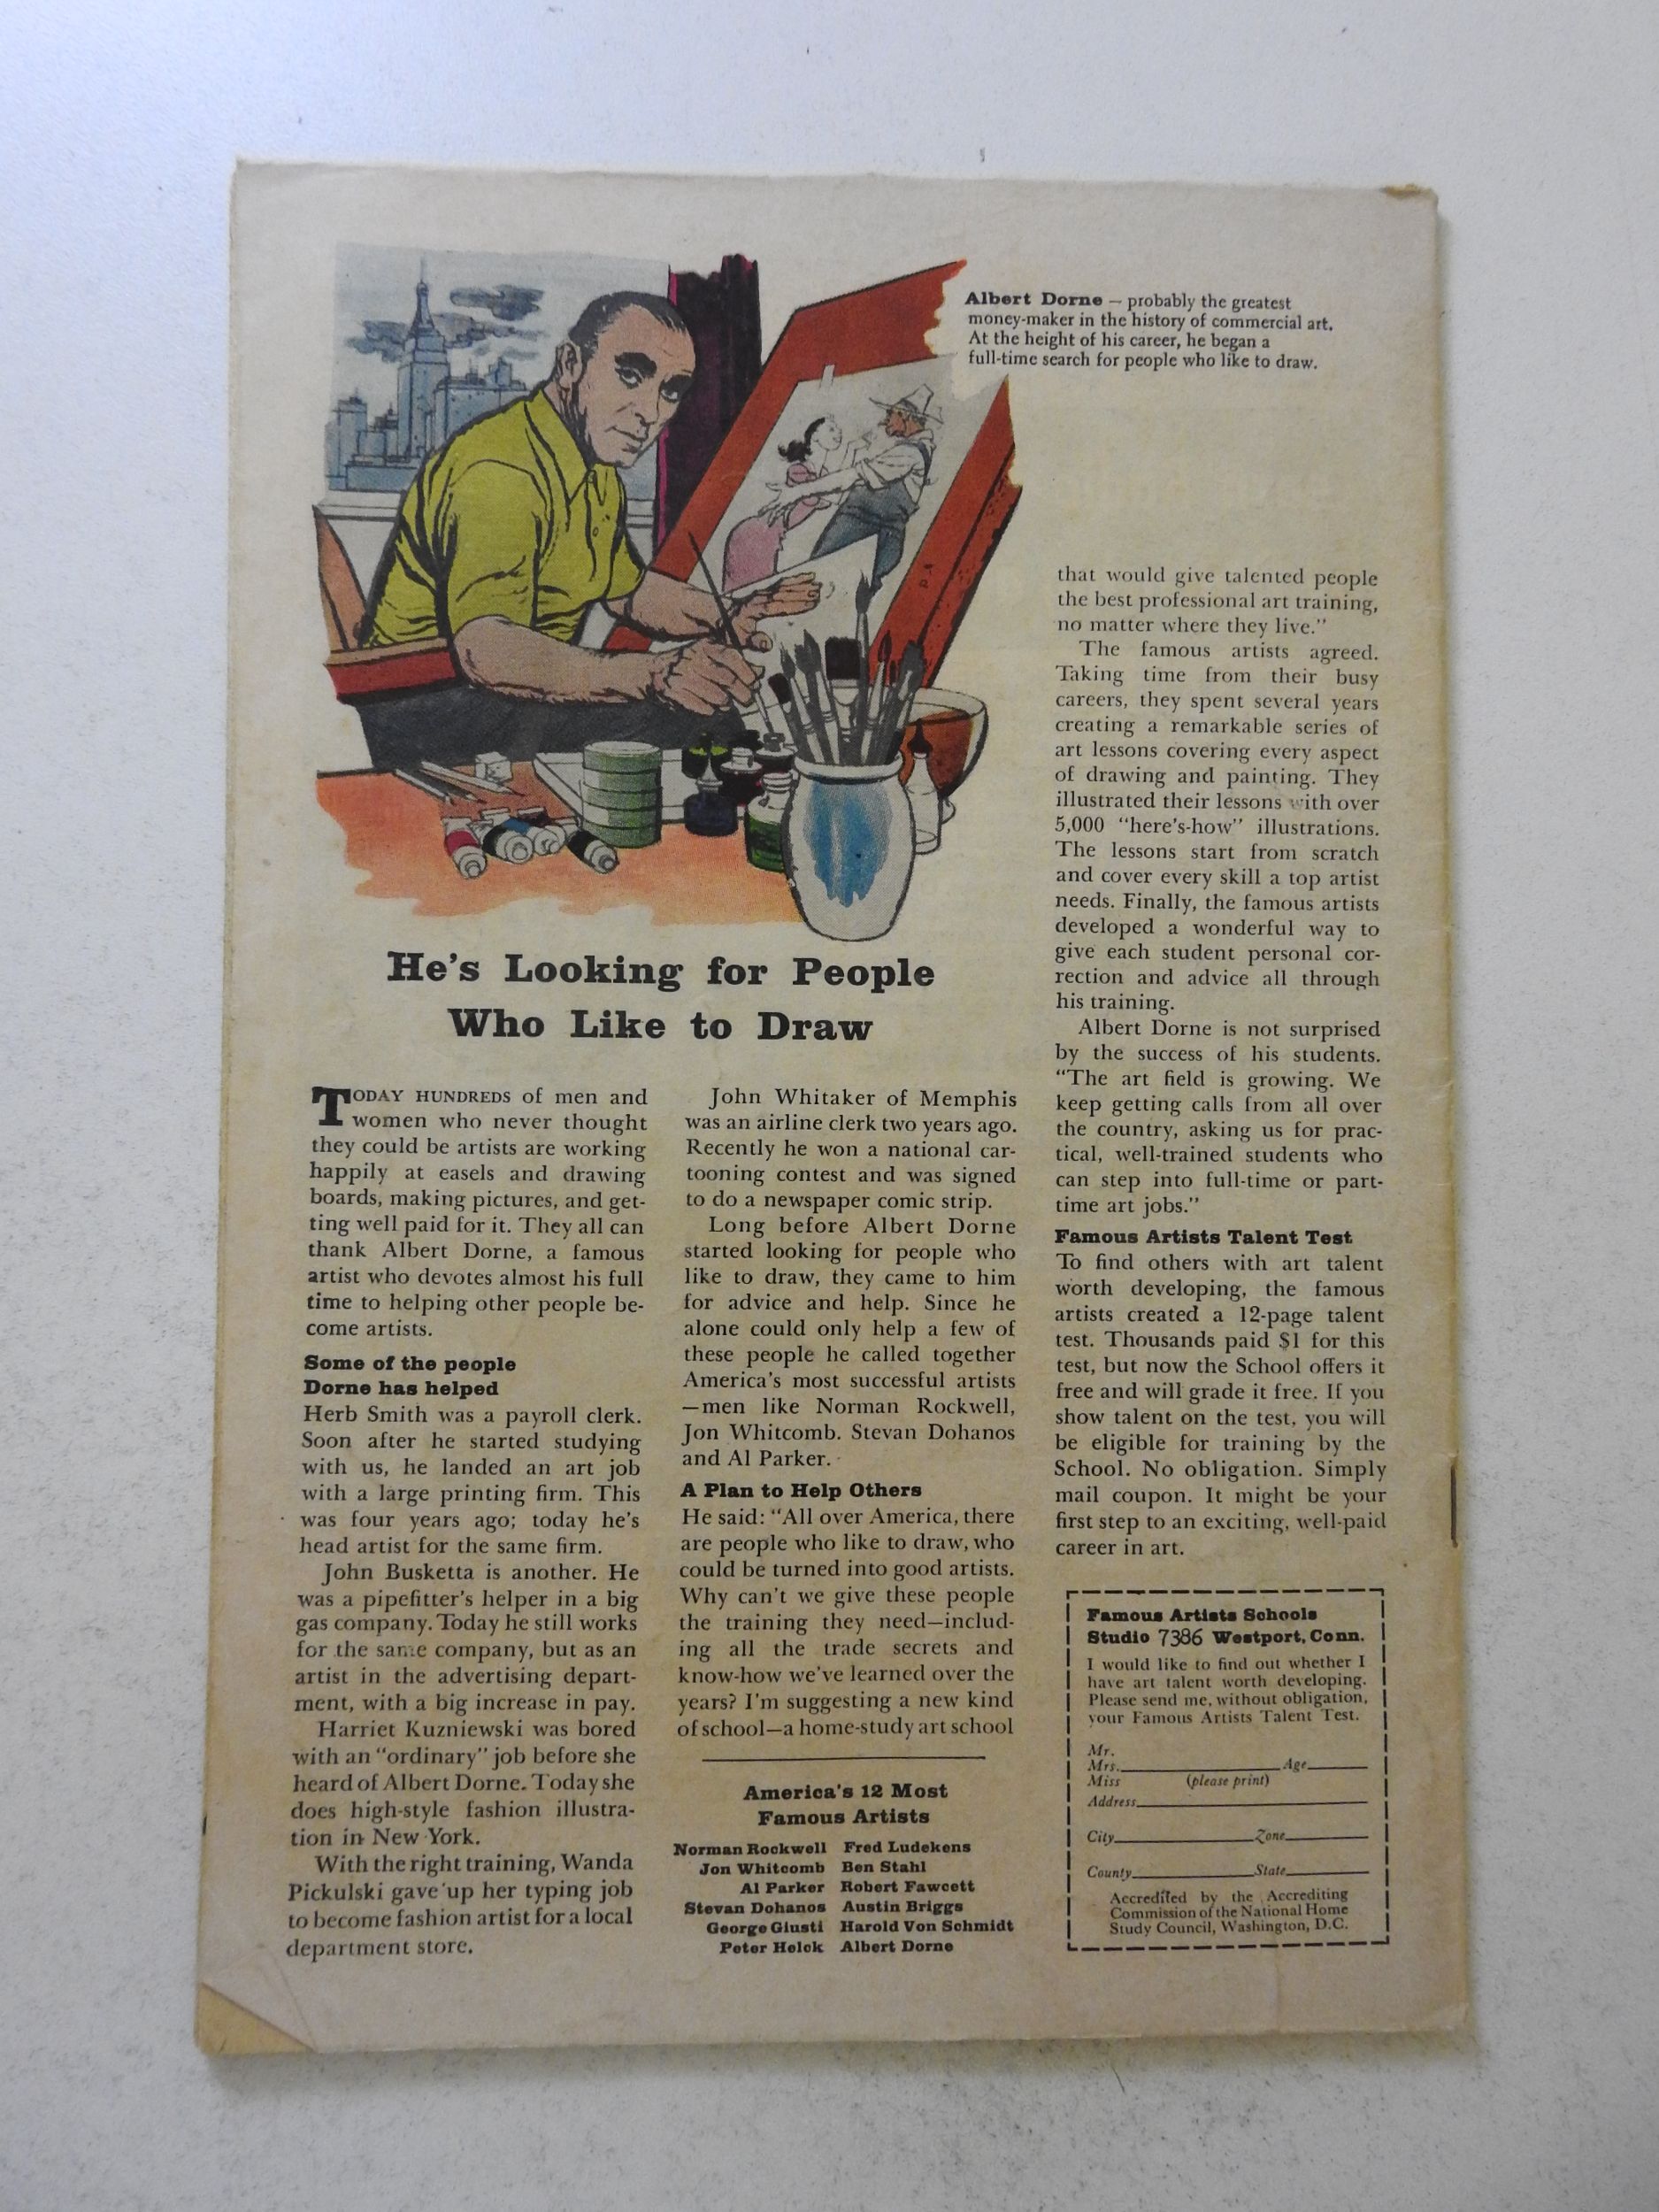 Albert Dorne – probably the greatest
money-maker in the history of commercial art.
At the height of his career, he began a
full-time search for people who like to draw.
He's Looking for People
Who Like to Draw
TODAY HUNDREDS of men and
women who never thought
they could be artists are working
happily at easels and drawing
boards, making pictures, and get-
ting well paid for it. They all can
thank Albert Dorne, a famous
artist who devotes almost his full
time to helping other people be-
come artists.
Some of the people
Dorne has helped
Herb Smith was a payroll clerk.
Soon after he started studying
with us, he landed an art job
with a large printing firm. This
was four years ago; today he's
head artist for the same firm.
John Busketta is another. He
was a pipefitter's helper in a big
gas company. Today he still works
for the same company, but as an
artist in the advertising depart-
ment, with a big increase in pay.
Harriet Kuzniewski was bored
with an "ordinary" job before she
heard of Albert Dorne. Today she
does high-style fashion illustra-
tion in New York.
With the right training, Wanda
Pickulski gave up her typing job
to become fashion artist for a local
department store.
John Whitaker of Memphis
was an airline clerk two years ago.
Recently he won a national car-
tooning contest and was signed
to do a newspaper comic strip.
Long before Albert Dorne
started looking for people who
like to draw, they came to him
for advice and help. Since he
alone could only help a few of
these people he called together
America's most successful artists
—men like Norman Rockwell,
Jon Whitcomb. Stevan Dohanos
and Al Parker.
A Plan to Help Others
He said: "All over America, there
are people who like to draw, who
could be turned into good artists.
Why can't we give these people
the training they need—includ-
ing all the trade secrets and
know-how we've learned over the
years? I'm suggesting a new kind
of school—a home-study art school
America's 12 Most
Famous Artists
Norman Rockwell Fred Ludekens
Jon Whitcomb Ben Stahl
Al Parker Robert Fawcett
Stevan Dohanos Austin Briggs
George Giusti Harold Von Schmidt
Peter Helck Albert Dorne
that would give talented people
the best professional art training,
no matter where they live."
The famous artists agreed.
Taking time from their busy
careers, they spent several years
creating a remarkable series of
art lessons covering every aspect
of drawing and painting. They
illustrated their lessons with over
5,000 "here's-how" illustrations.
The lessons start from scratch
and cover every skill a top artist
needs. Finally, the famous artists
developed a wonderful way to
give each student personal cor-
rection and advice all through
his training.
Albert Dorne is not surprised
by the success of his students.
"The art field is growing. We
keep getting calls from all over
the country, asking us for prac-
tical, well-trained students who
can step into full-time or part-
time art jobs."
Famous Artists Talent Test
To find others with art talent
worth developing, the famous
artists created a 12-page talent
test. Thousands paid $1 for this
test, but now the School offers it
free and will grade it free. If you
show talent on the test, you will
be eligible for training by the
School. No obligation. Simply
mail coupon. It might be your
first step to an exciting, well-paid
career in art.
Famous Artists Schools
Studio 7386 Westport, Conn.
I would like to find out whether I
have art talent worth developing.
Please send me, without obligation,
your Famous Artists Talent Test.
Mr.
Mrs. Age
Miss (please print)
Address
City Zone
County State
Accredited by the Accrediting
Commission of the National Home
Study Council, Washington, D.C.